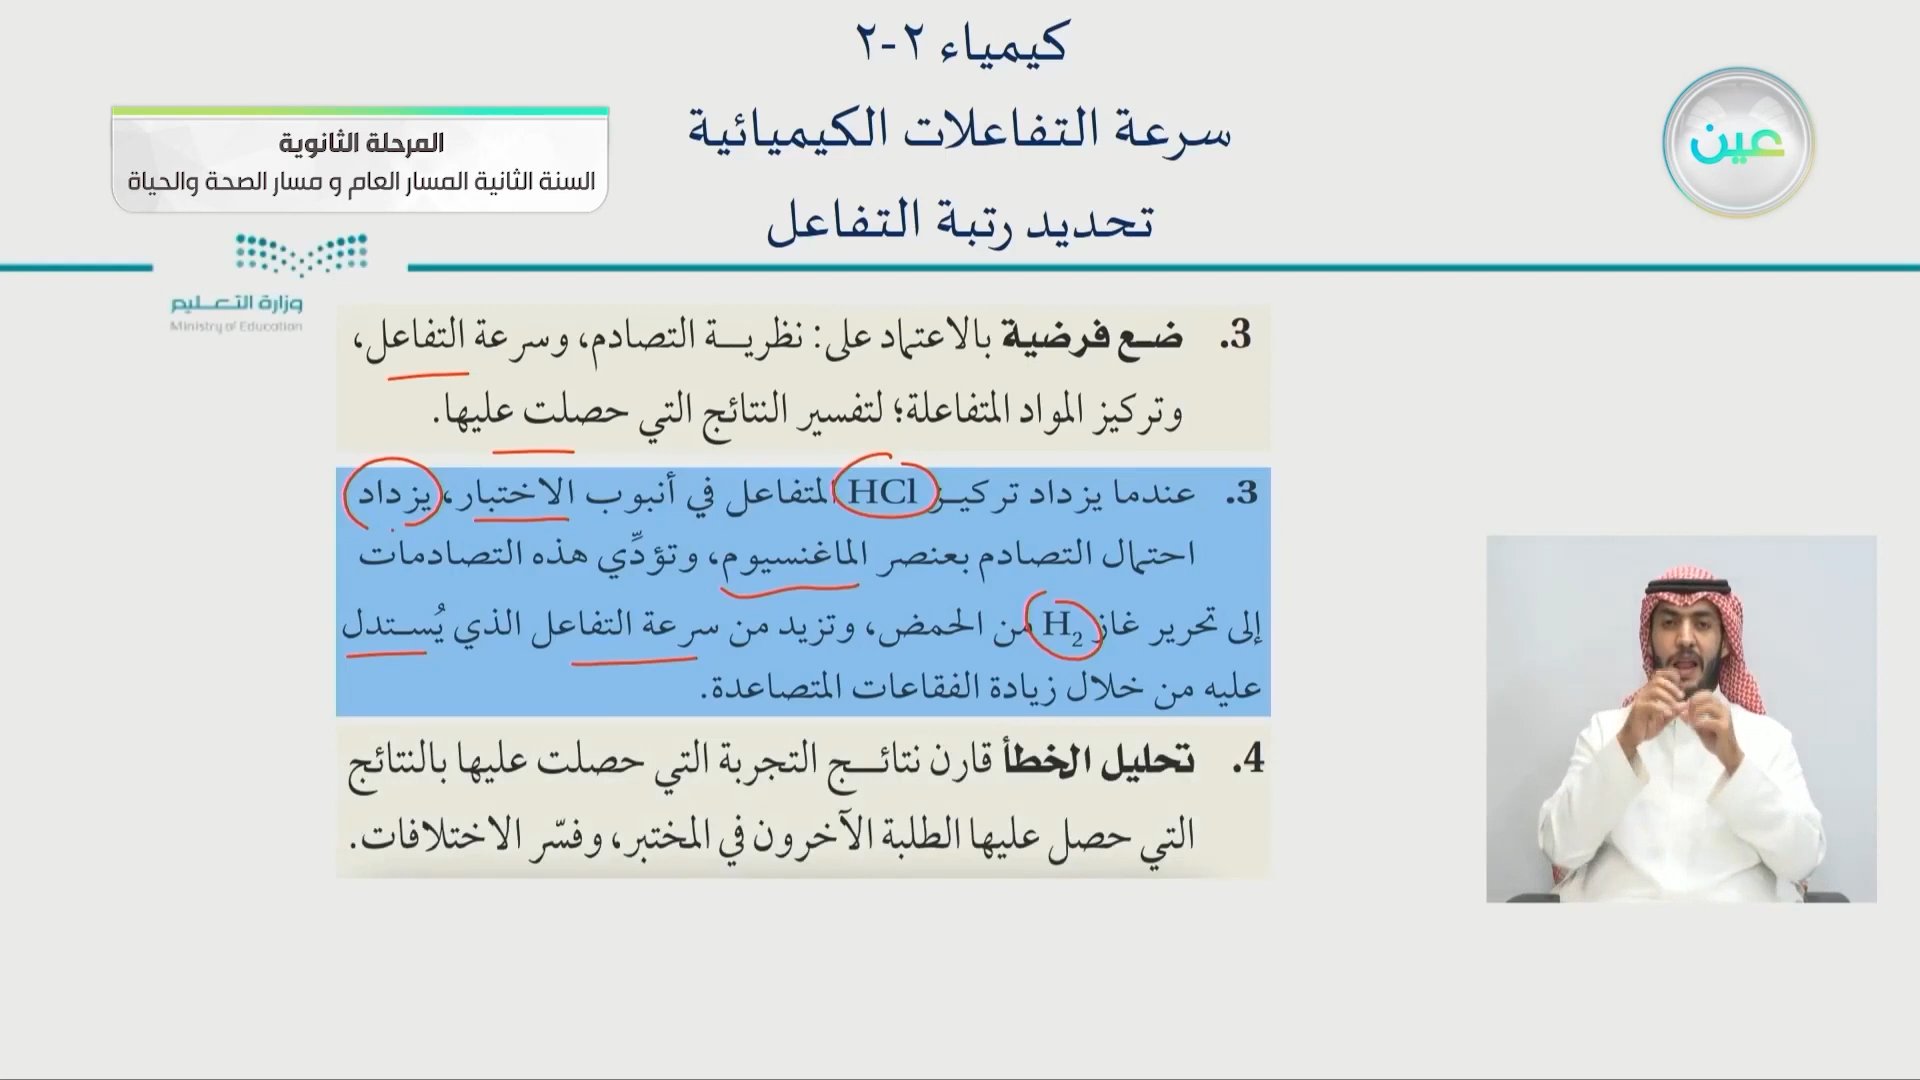 كيمياء ٢-٢
سرعة التفاعلات الكيميائية
تحديد رتبة التفاعل
عين
المرحلة الثانوية
السنة الثانية المسار العام و مسار الصحة والحياة
وزارة التعليم
Ministry of Education
3. ضع فرضية بالاعتماد على: نظرية التصادم، وسرعة التفاعل،
وتركيز المواد المتفاعلة؛ لتفسير النتائج التي حصلت عليها.
3. عندما يزداد تركيز HCl المتفاعل في أنبوب الاختبار، يزداد
احتمال التصادم بعنصر الماغنسيوم، وتؤدِّي هذه التصادمات
إلى تحرير غاز H₂ من الحمض، وتزيد من سرعة التفاعل الذي يُستدل
عليه من خلال زيادة الفقاعات المتصاعدة.
4. تحليل الخطأ قارن نتائج التجربة التي حصلت عليها بالنتائج
التي حصل عليها الطلبة الآخرون في المختبر، وفسّر الاختلافات.